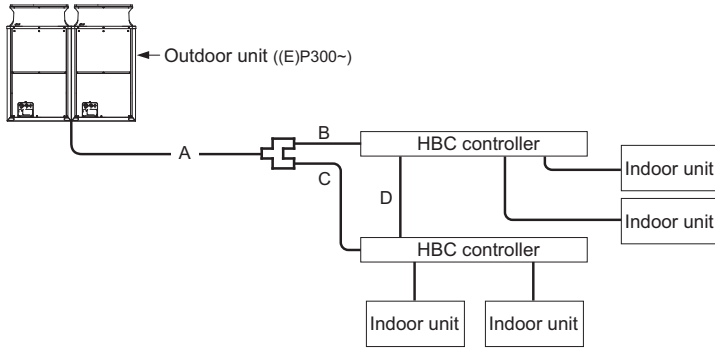 Outdoor unit ((E)P300~)
A
B
C
D
HBC controller
Indoor unit
Indoor unit
HBC controller
Indoor unit
Indoor unit